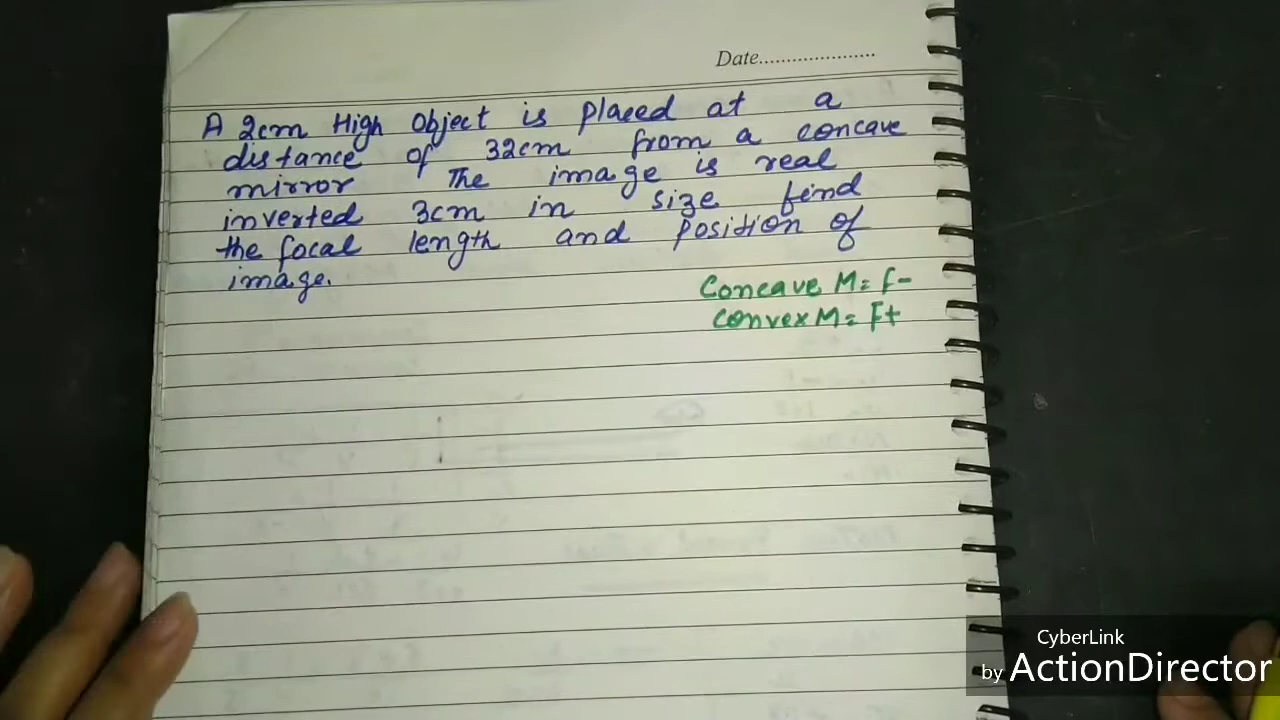 Date.....................
A 2cm High Object is placed at a
distance of 32cm from a concave
mirror The image is real
inverted 3cm in size find
the focal length and position of
image.
Concave M= f-
Convex M= F+
CyberLink
by ActionDirector